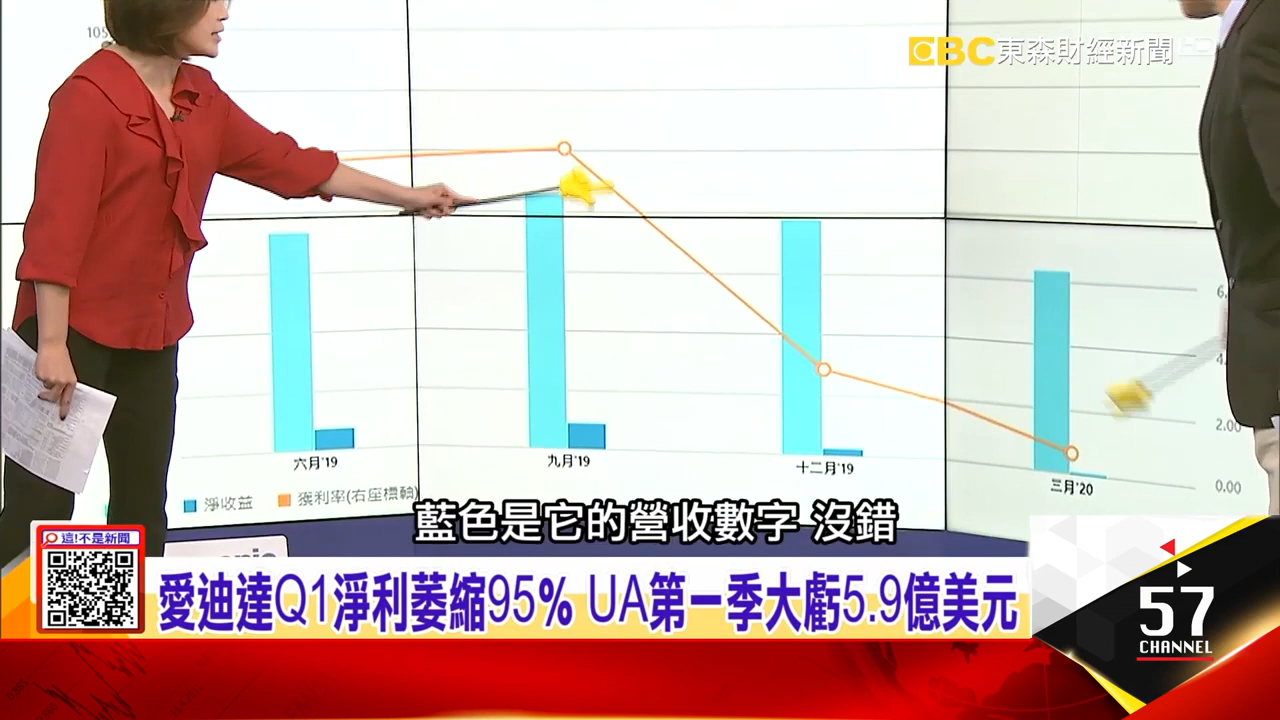 105
EBC東森財經新聞
6.
4.
2.00
0.00
六月'19
九月'19
十二月'19
三月'20
淨收益
獲利率(右座標軸)
藍色是它的營收數字 沒錯
這!不是新聞
愛迪達Q1淨利萎縮95% UA第一季大虧5.9億美元
57
CHANNEL